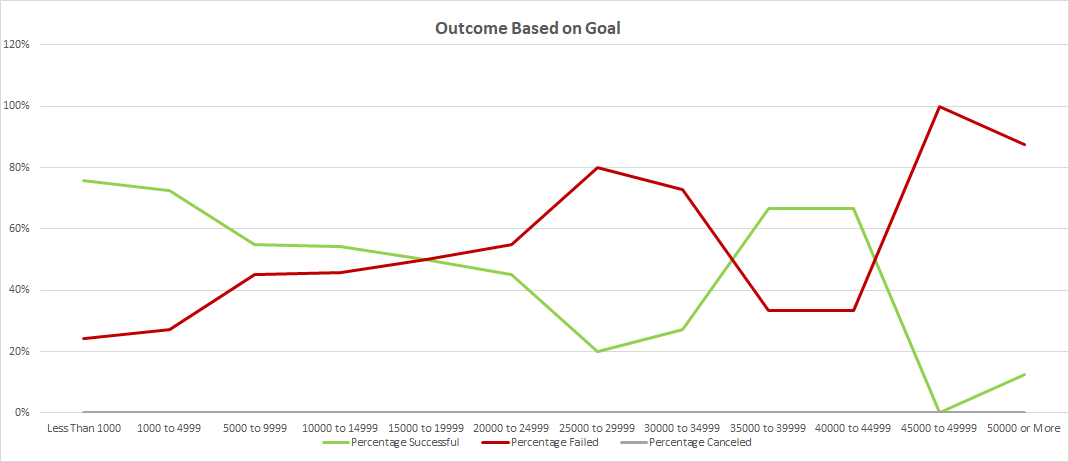 Outcome Based on Goal
120%
100%
80%
60%
40%
20%
0%
Less Than 1000 1000 to 4999 5000 to 9999 10000 to 14999 15000 to 19999 20000 to 24999 25000 to 29999 30000 to 34999 35000 to 39999 40000 to 44999 45000 to 49999 50000 or More
Percentage Successful Percentage Failed Percentage Canceled